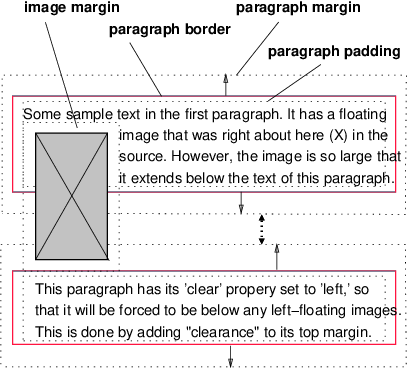 image margin
paragraph margin
paragraph border
paragraph padding
Some sample text in the first paragraph. It has a floating
image that was right about here (X) in the
source. However, the image is so large that
it extends below the text of this paragraph.
This paragraph has its 'clear' propery set to 'left,' so
that it will be forced to be below any left–floating images.
This is done by adding "clearance" to its top margin.